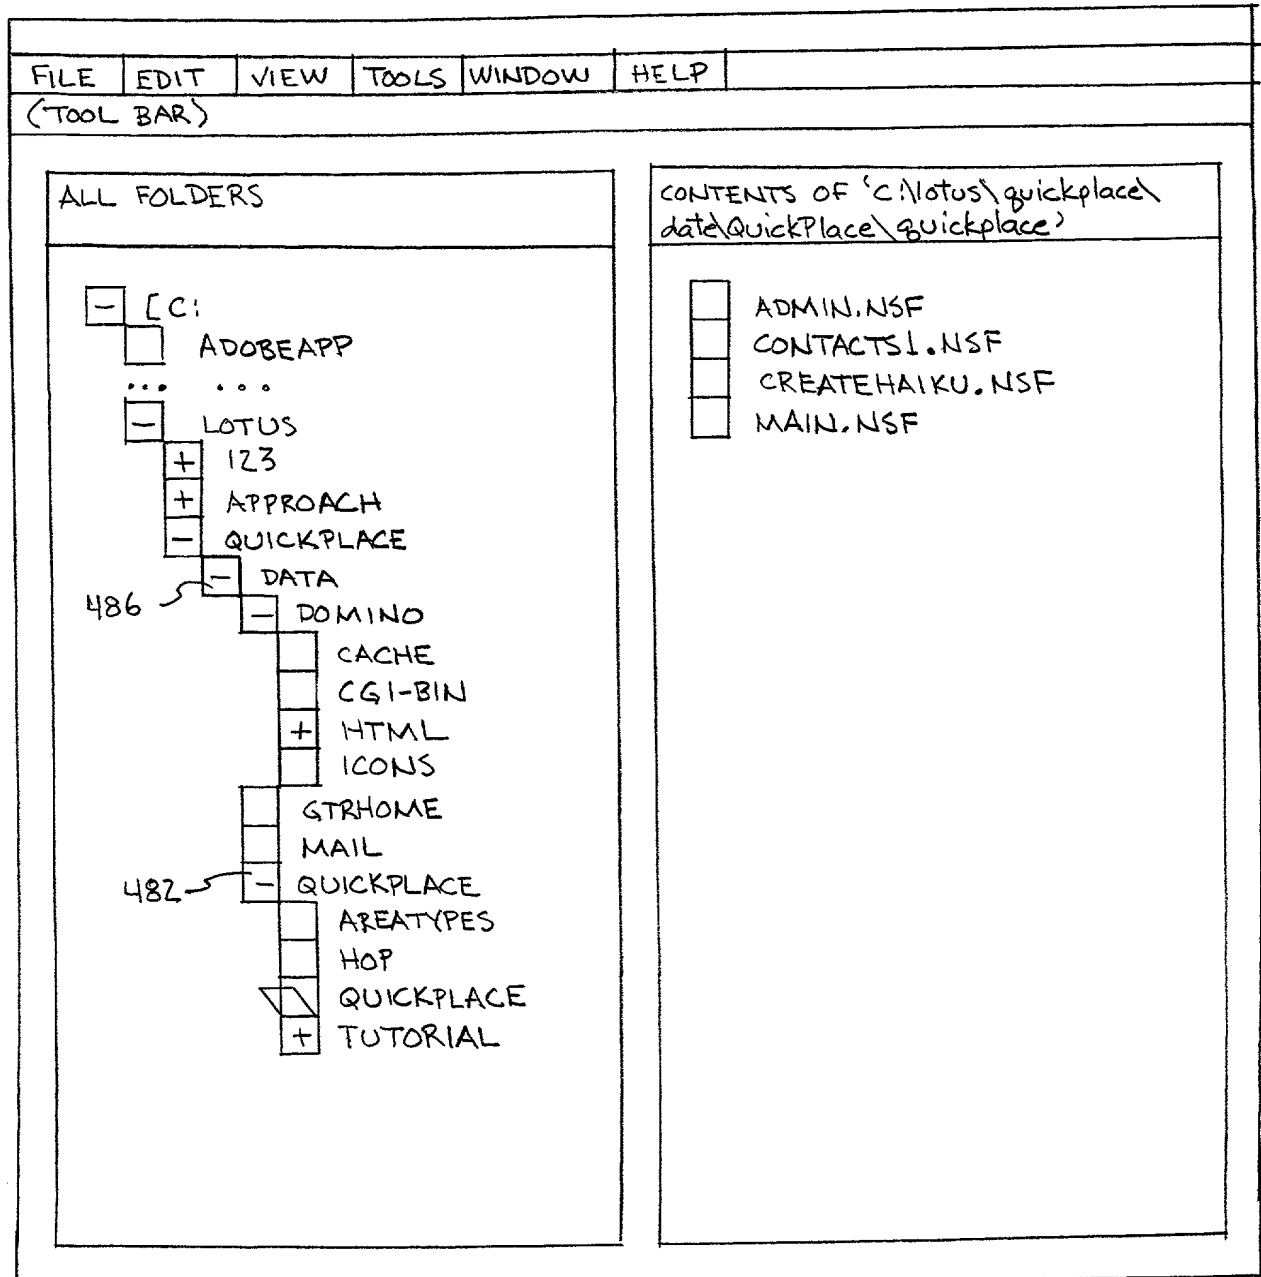 FILE EDIT VIEW TOOLS WINDOW HELP
(TOOL BAR)
ALL FOLDERS
CONTENTS OF 'C:\lotus\quickplace\
date\QuickPlace\quickplace'
- [C:
ADOBEAPP
... ...
- LOTUS
+ 123
+ APPROACH
- QUICKPLACE
- DATA
486
- DOMINO
CACHE
CGI-BIN
+ HTML
ICONS
GTRHOME
MAIL
482 - QUICKPLACE
AREATYPES
HOP
QUICKPLACE
+ TUTORIAL
ADMIN.NSF
CONTACTS1.NSF
CREATEHAIKU.NSF
MAIN.NSF